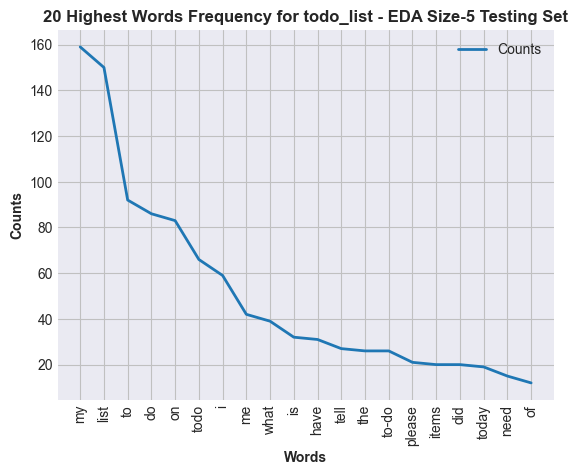 20 Highest Words Frequency for todo_list - EDA Size-5 Testing Set
Counts
160
140
120
100
80
60
40
20
Counts
my
list
to
do
on
todo
i
me
what
is
have
tell
the
to-do
please
items
did
today
need
of
Words